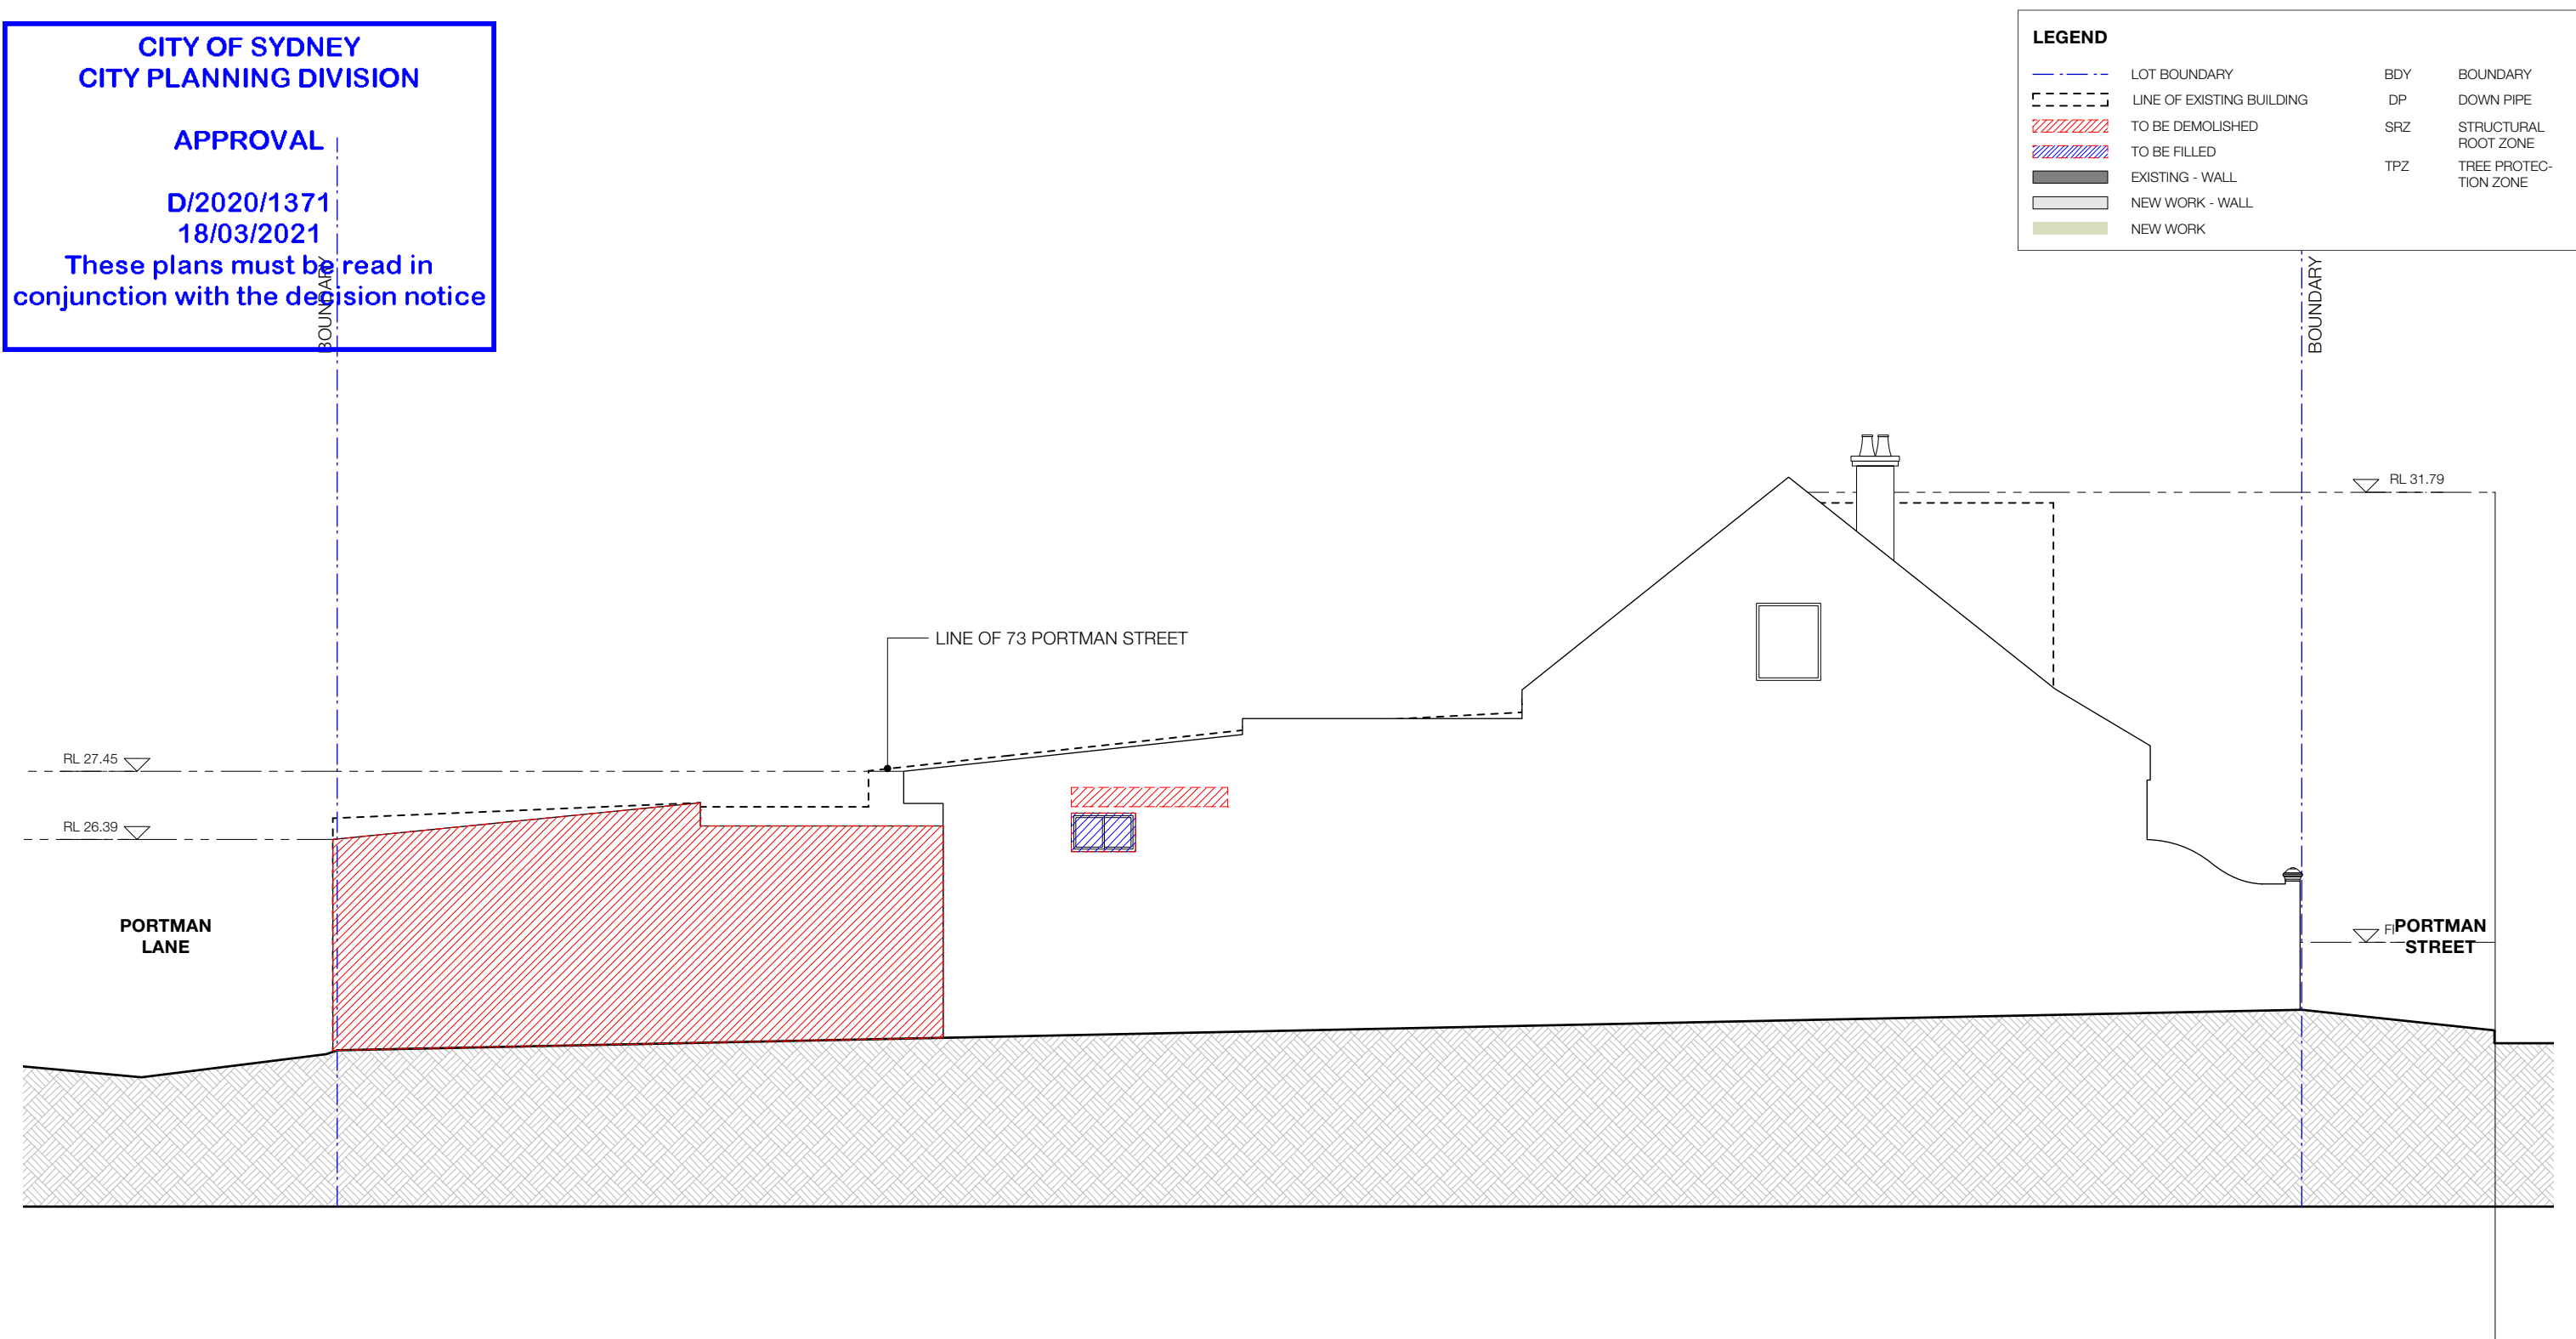 CITY OF SYDNEY
CITY PLANNING DIVISION
APPROVAL
D/2020/1371
18/03/2021
These plans must be read in
conjunction with the decision notice
BOUNDARY
LEGEND
LOT BOUNDARY
LINE OF EXISTING BUILDING
TO BE DEMOLISHED
TO BE FILLED
EXISTING - WALL
NEW WORK - WALL
NEW WORK
BDY BOUNDARY
DP DOWN PIPE
SRZ STRUCTURAL
ROOT ZONE
TPZ TREE PROTEC-
TION ZONE
BOUNDARY
RL 31.79
LINE OF 73 PORTMAN STREET
RL 27.45
RL 26.39
PORTMAN
LANE
PORTMAN
STREET